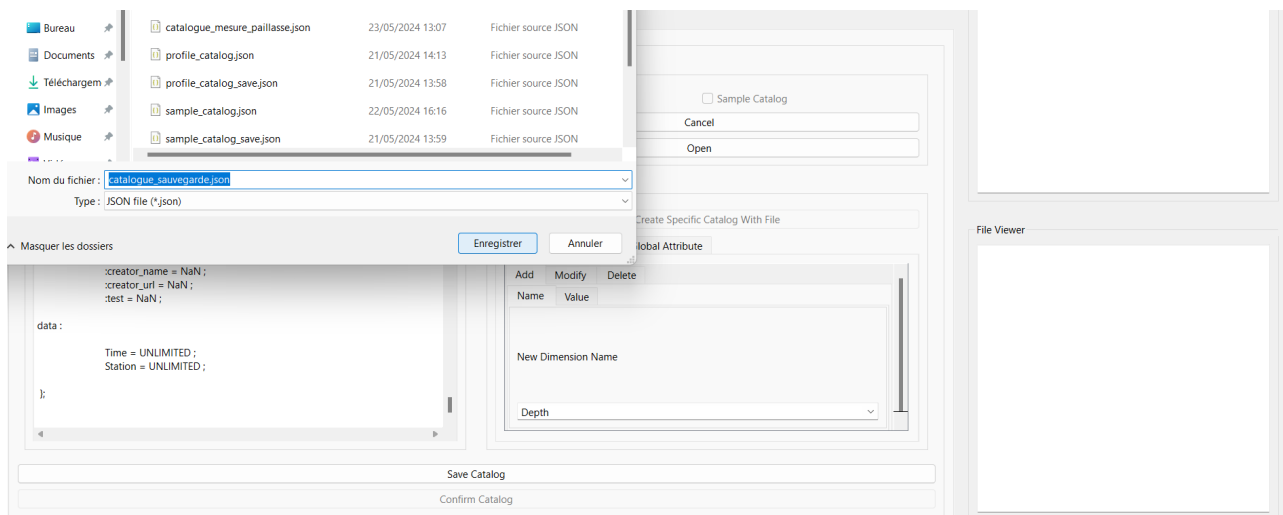 Bureau
Documents
Téléchargem
Images
Musique
catalogue_mesure_paillasse.json 23/05/2024 13:07 Fichier source JSON
profile_catalog.json 21/05/2024 14:13 Fichier source JSON
profile_catalog_save.json 21/05/2024 13:58 Fichier source JSON
sample_catalog.json 22/05/2024 16:16 Fichier source JSON
sample_catalog_save.json 21/05/2024 13:59 Fichier source JSON
Nom du fichier : catalogue_sauvegarde.json
Type : JSON file (*.json)
Masquer les dossiers
Enregistrer
Annuler
Sample Catalog
Cancel
Open
Create Specific Catalog With File
Global Attribute
:creator_name = NaN ;
:creator_url = NaN ;
:test = NaN ;
data :
Time = UNLIMITED ;
Station = UNLIMITED ;
};
Add Modify Delete
Name Value
New Dimension Name
Depth
Save Catalog
Confirm Catalog
File Viewer